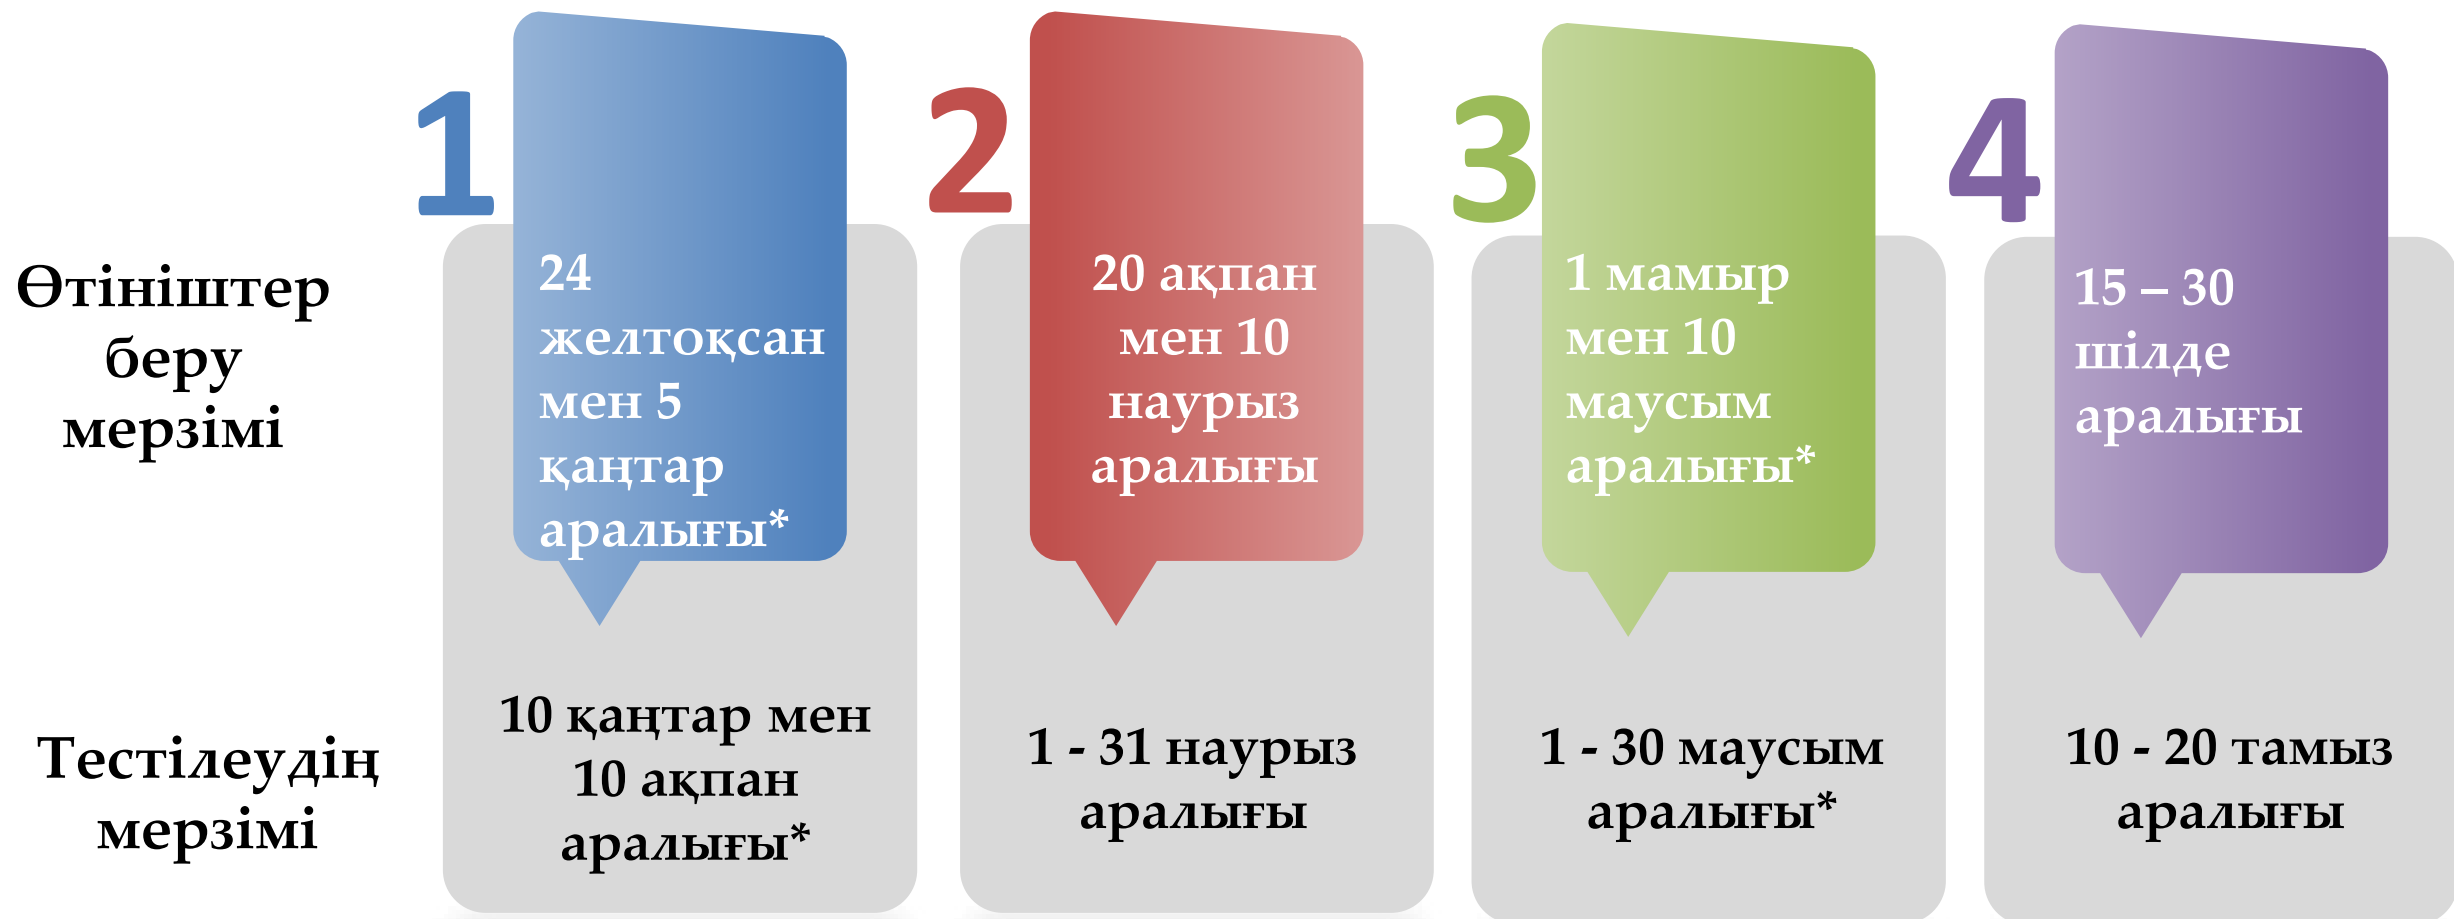 1
2
3
4
Өтініштер
беру
мерзімі
24
желтоқсан
мен 5
қаңтар
аралығы*
20 ақпан
мен 10
наурыз
аралығы
1 мамыр
мен 10
маусым
аралығы*
15 – 30
шілде
аралығы
Тестілеудің
мерзімі
10 қаңтар мен
10 ақпан
аралығы*
1 - 31 наурыз
аралығы
1 - 30 маусым
аралығы*
10 - 20 тамыз
аралығы